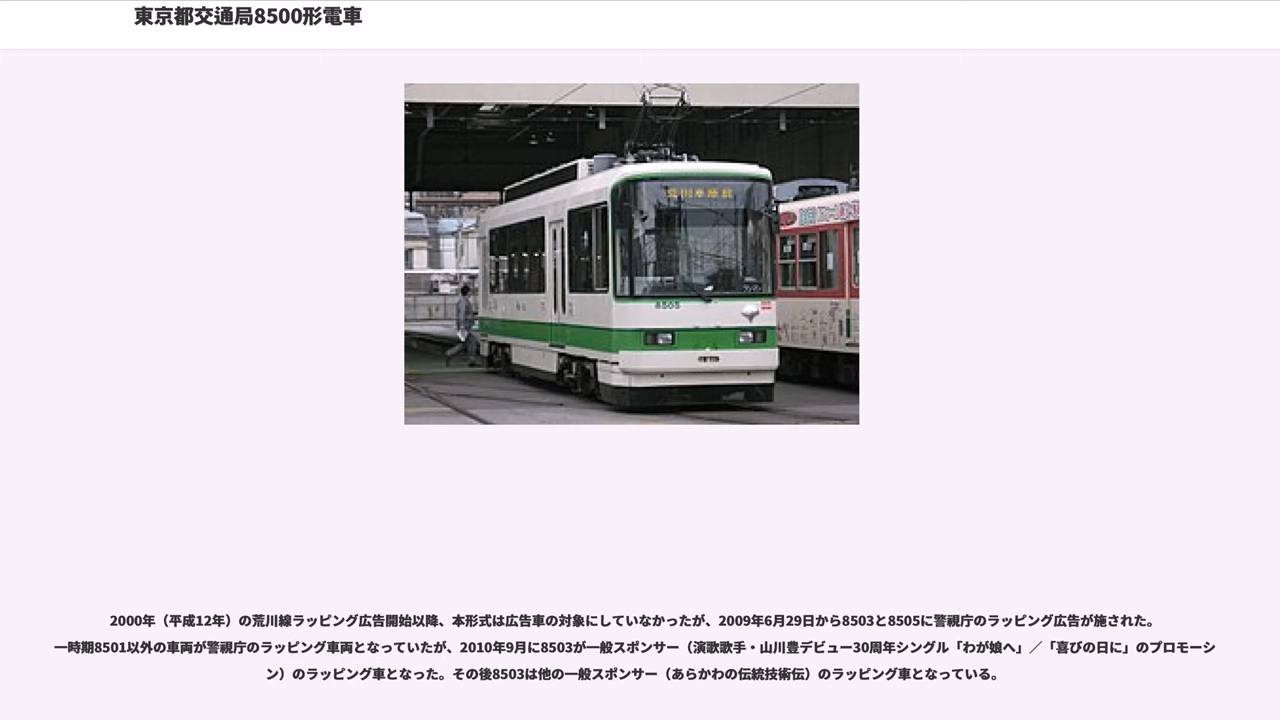 東京都交通局8500形電車
荒川車庫前
8505
2000年（平成12年）の荒川線ラッピング広告開始以降、本形式は広告車の対象にしていなかったが、2009年6月29日から8503と8505に警視庁のラッピング広告が施された。
一時期8501以外の車両が警視庁のラッピング車両となっていたが、2010年9月に8503が一般スポンサー（演歌歌手・山川豊デビュー30周年シングル「わが娘へ」／「喜びの日に」のプロモーシ
ン）のラッピング車となった。その後8503は他の一般スポンサー（あらかわの伝統技術伝）のラッピング車となっている。